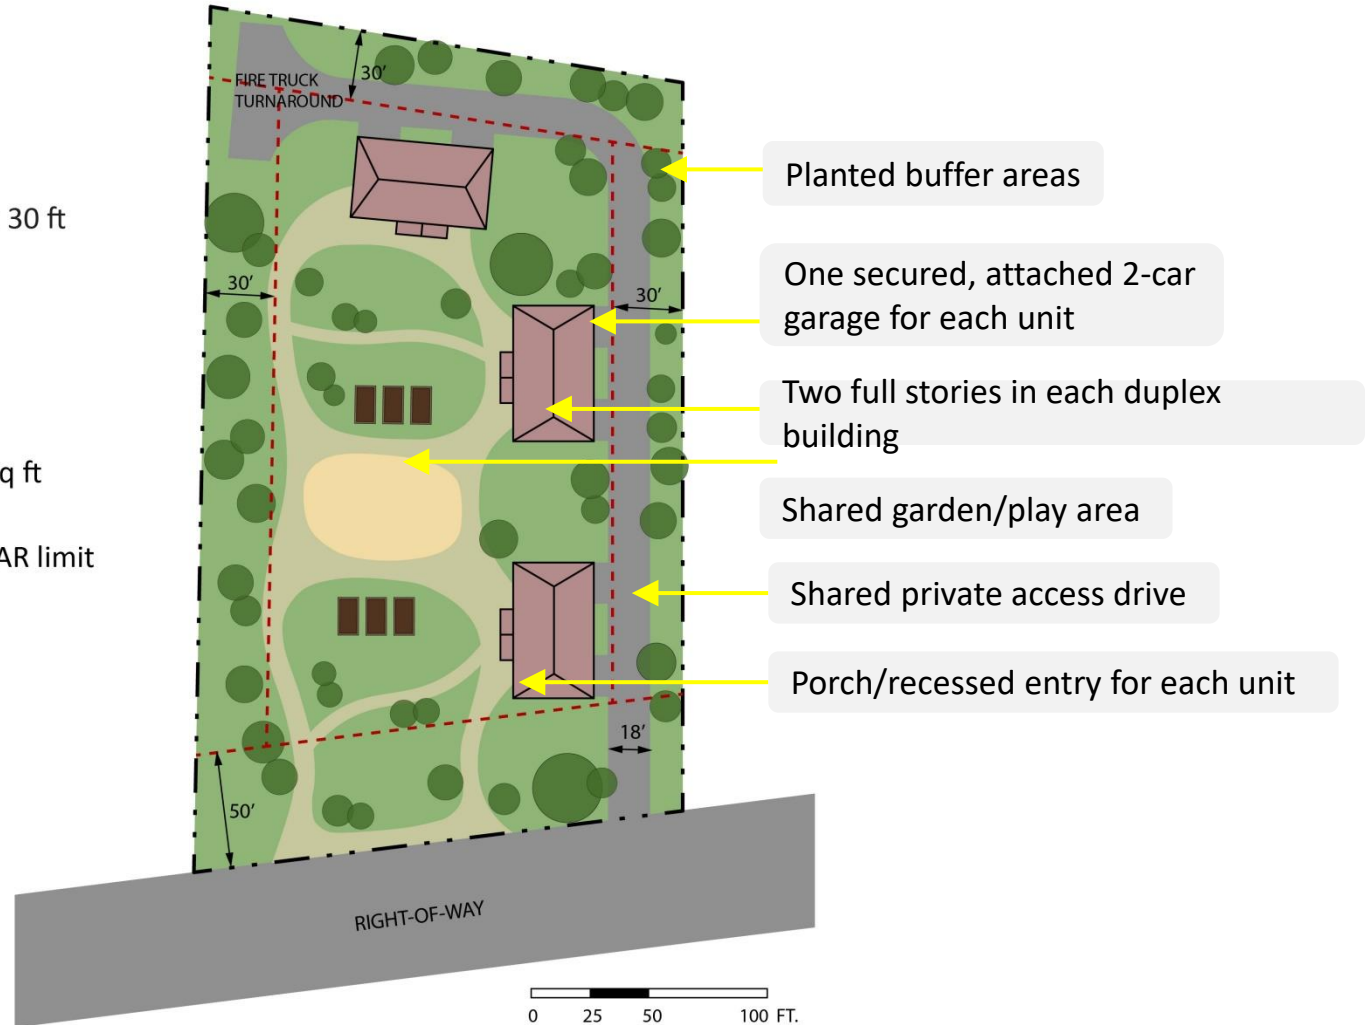 FIRE TRUCK
TURNAROUND
30'
30 ft
30'
30'
q ft
AR limit
50'
18'
RIGHT-OF-WAY
0 25 50 100 FT.
Planted buffer areas
One secured, attached 2-car
garage for each unit
Two full stories in each duplex
building
Shared garden/play area
Shared private access drive
Porch/recessed entry for each unit